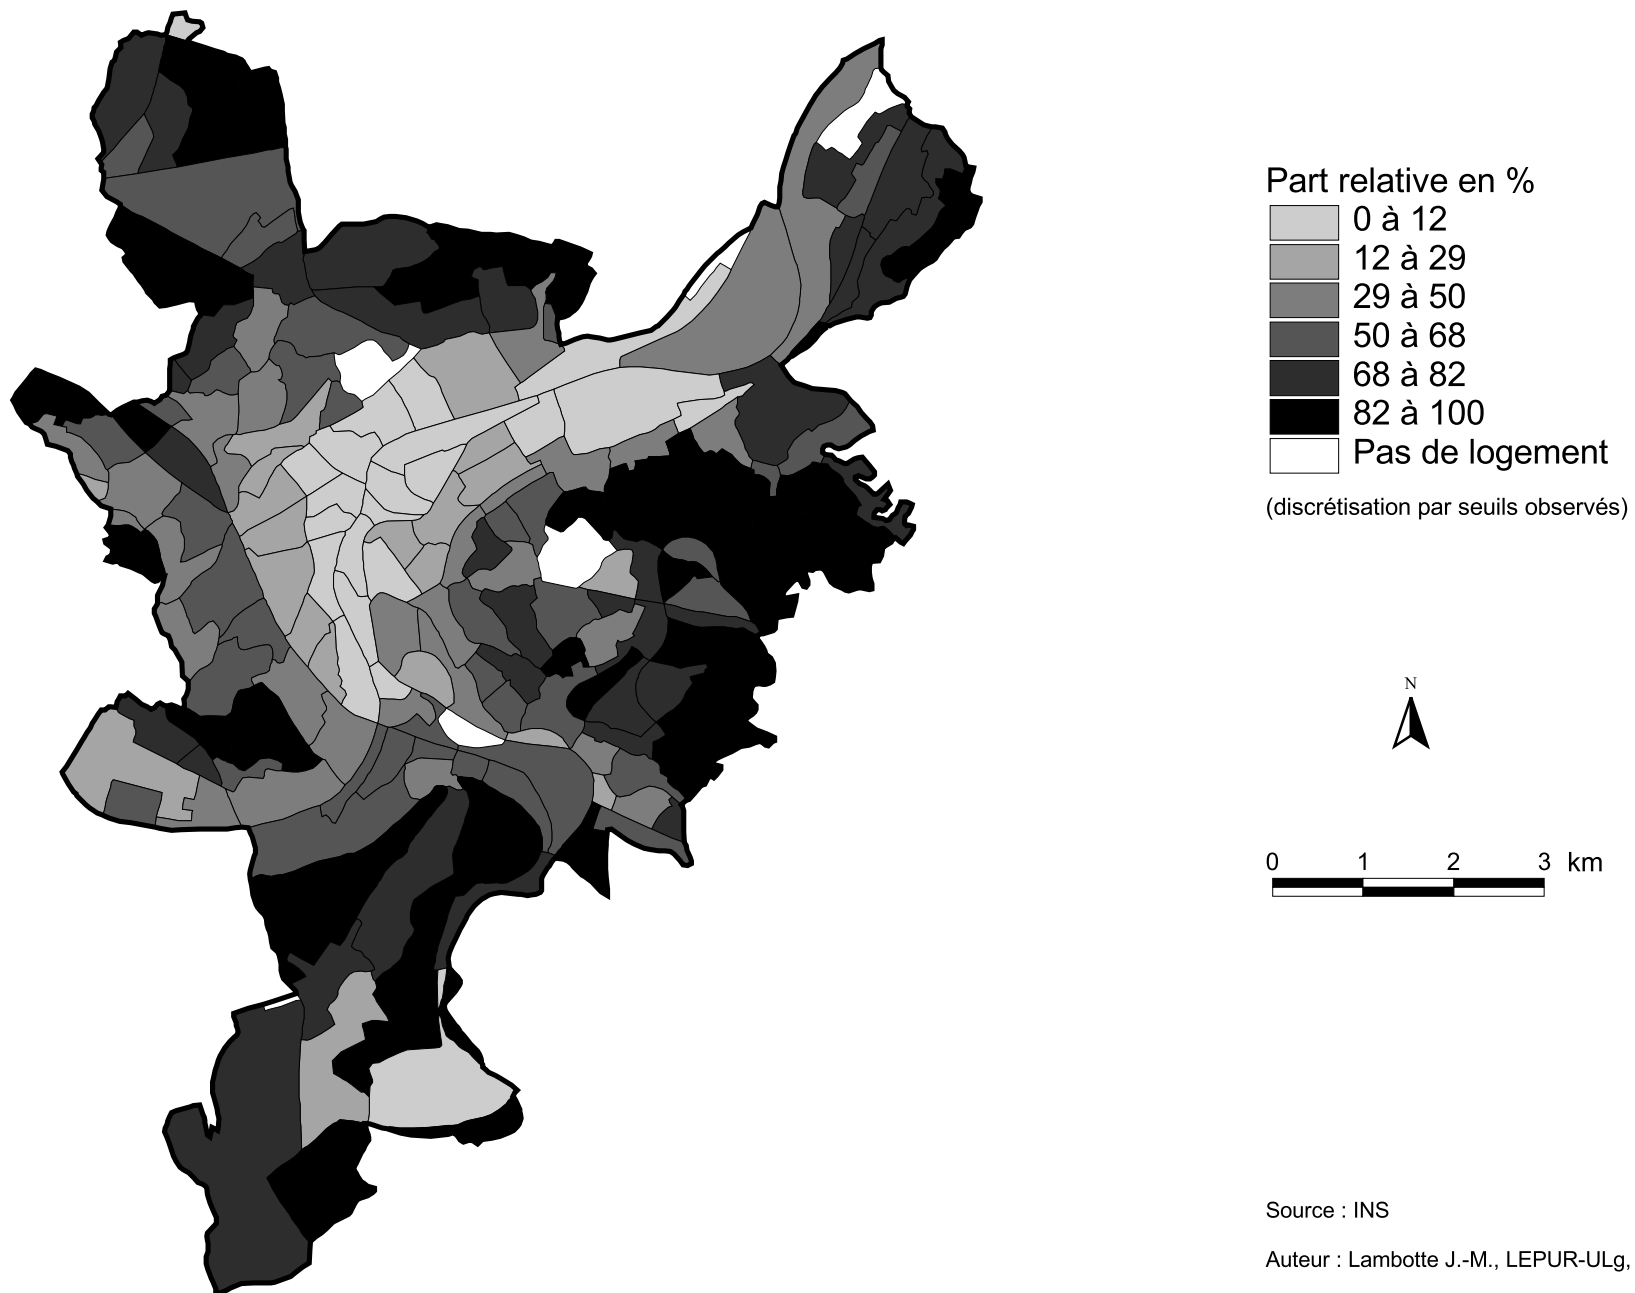 Part relative en %
0 à 12
12 à 29
29 à 50
50 à 68
68 à 82
82 à 100
Pas de logement
(discrétisation par seuils observés)
N
0 1 2 3 km
Source : INS
Auteur : Lambotte J.-M., LEPUR-ULg,